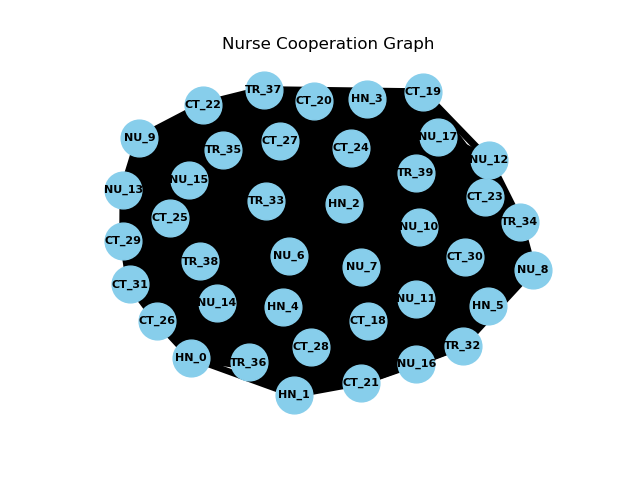 Nurse Cooperation Graph
TR_37
CT_19
CT_20
HN_3
CT_22
NU_9
NU_17
CT_27
CT_24
TR_35
NU_12
TR_39
NU_15
NU_13
CT_23
TR_33
HN_2
CT_25
TR_34
NU_10
CT_29
NU_6
CT_30
TR_38
NU_7
NU_8
CT_31
NU_11
NU_14
HN_5
HN_4
CT_26
CT_18
TR_32
CT_28
HN_0
TR_36
NU_16
CT_21
HN_1